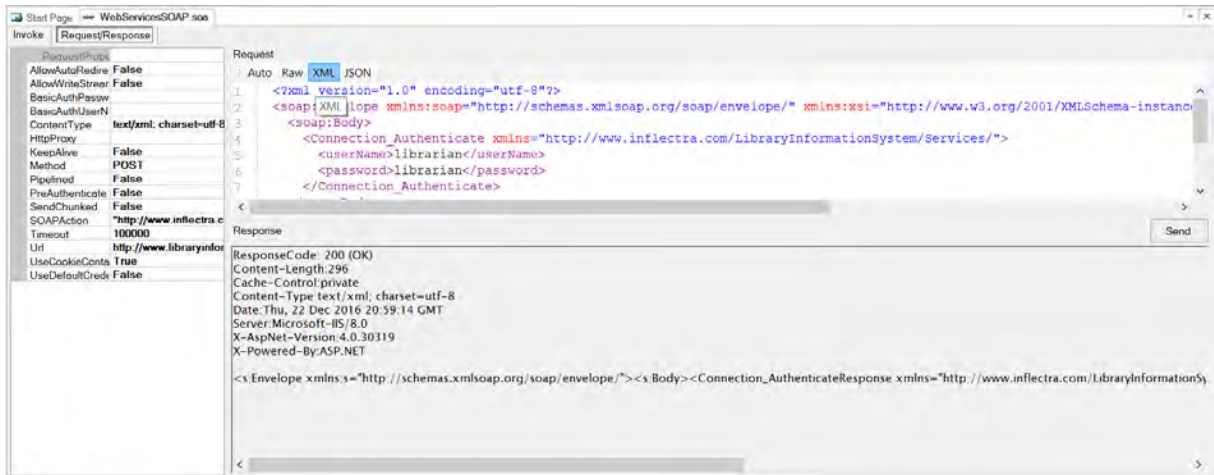 Start Page WebServicesSOAP.soa
Invoke Request/Response
RequestPrope
AllowAutoRedire False
AllowWriteStrear False
BasicAuthPassw
BasicAuthUserN
ContentType text/xml; charset=utf-8
HttpProxy
KeepAlive False
Method POST
Pipelined False
PreAuthenticate False
SendChunked False
SOAPAction "http://www.inflectra.c
Timeout 100000
Url http://www.libraryinfor
UseCookieConta True
UseDefaultCrede False
Request
Auto Raw XML JSON
1 <?xml version="1.0" encoding="utf-8"?>
2 <soap: XML lope xmlns:soap="http://schemas.xmlsoap.org/soap/envelope/" xmlns:xsi="http://www.w3.org/2001/XMLSchema-instanc
3 <soap:Body>
4 <Connection_Authenticate xmlns="http://www.inflectra.com/LibraryInformationSystem/Services/">
5 <userName>librarian</userName>
6 <password>librarian</password>
7 </Connection_Authenticate>
Response Send
ResponseCode: 200 (OK)
Content-Length:296
Cache-Control:private
Content-Type:text/xml; charset=utf-8
Date:Thu, 22 Dec 2016 20:59:14 GMT
Server:Microsoft-IIS/8.0
X-AspNet-Version:4.0.30319
X-Powered-By:ASP.NET
<s:Envelope xmlns:s="http://schemas.xmlsoap.org/soap/envelope/"><s:Body><Connection_AuthenticateResponse xmlns="http://www.inflectra.com/LibraryInformationSy